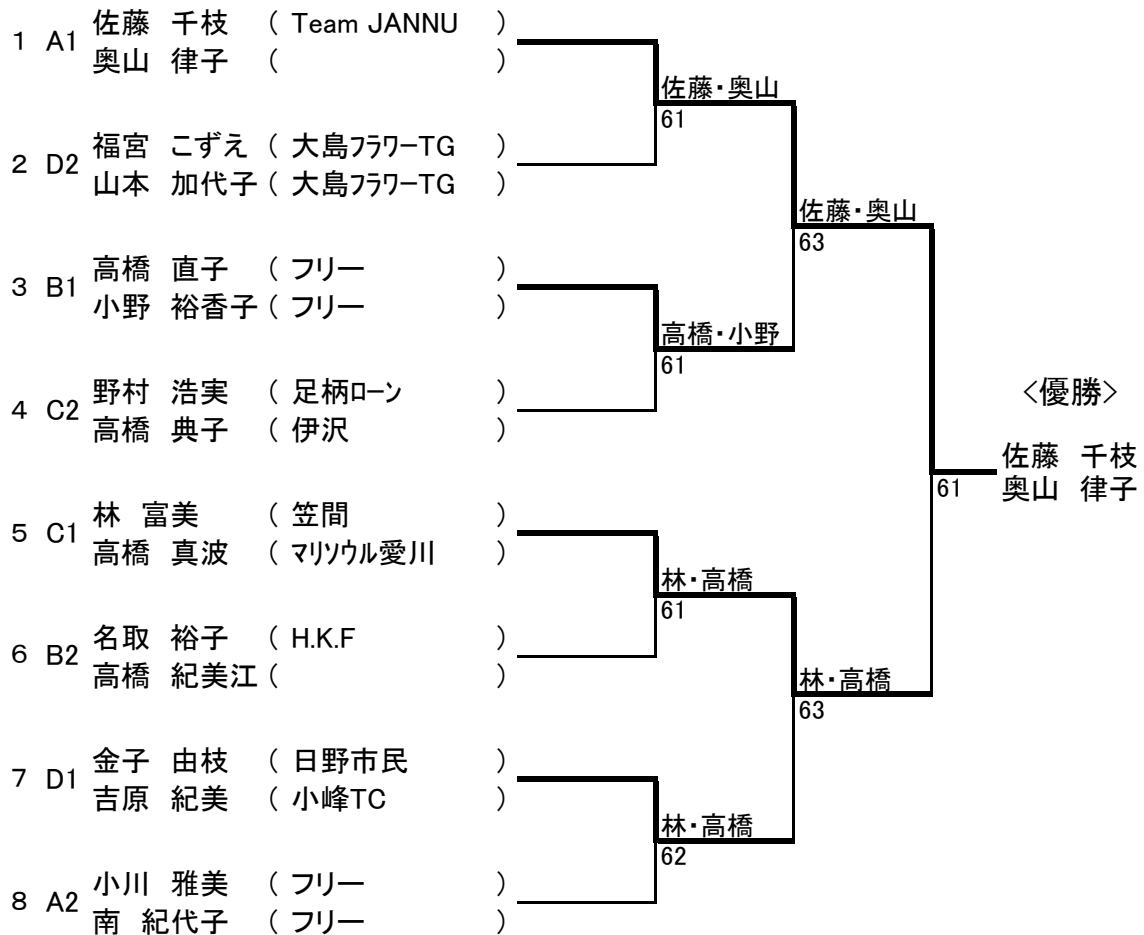 1 A1 佐藤 千枝 ( Team JANNU )
奥山 律子 ( )
佐藤・奥山
61
2 D2 福宮 こずえ ( 大島フラワーTG )
山本 加代子 ( 大島フラワーTG )
佐藤・奥山
63
3 B1 高橋 直子 ( フリー )
小野 裕香子 ( フリー )
高橋・小野
61
4 C2 野村 浩実 ( 足柄ローン )
高橋 典子 ( 伊沢 )
<優勝>
佐藤 千枝
奥山 律子
61
5 C1 林 富美 ( 笠間 )
高橋 真波 ( マリソウル愛川 )
林・高橋
61
6 B2 名取 裕子 ( H.K.F )
高橋 紀美江 ( )
林・高橋
63
7 D1 金子 由枝 ( 日野市民 )
吉原 紀美 ( 小峰TC )
林・高橋
62
8 A2 小川 雅美 ( フリー )
南 紀代子 ( フリー )